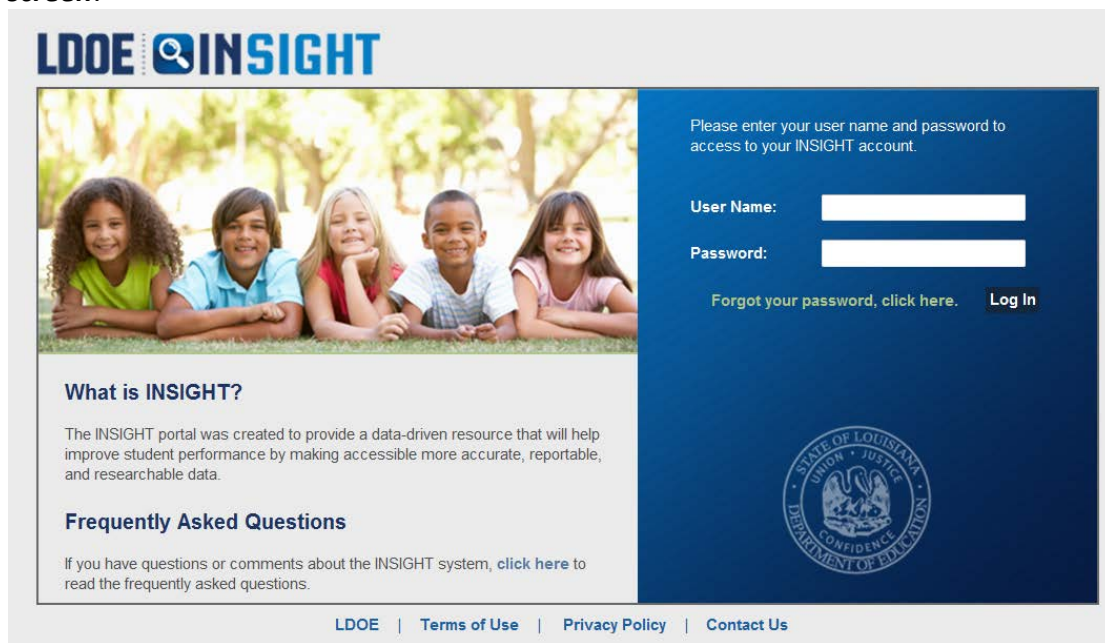 LDOE INSIGHT
Please enter your user name and password to
access to your INSIGHT account.
User Name:
Password:
Forgot your password, click here.
Log In
What is INSIGHT?
The INSIGHT portal was created to provide a data-driven resource that will help
improve student performance by making accessible more accurate, reportable,
and researchable data.
Frequently Asked Questions
If you have questions or comments about the INSIGHT system, click here to
read the frequently asked questions.
STATE OF LOUISIANA
UNION · JUSTICE
CONFIDENCE
DEPARTMENT OF EDUCATION
LDOE | Terms of Use | Privacy Policy | Contact Us